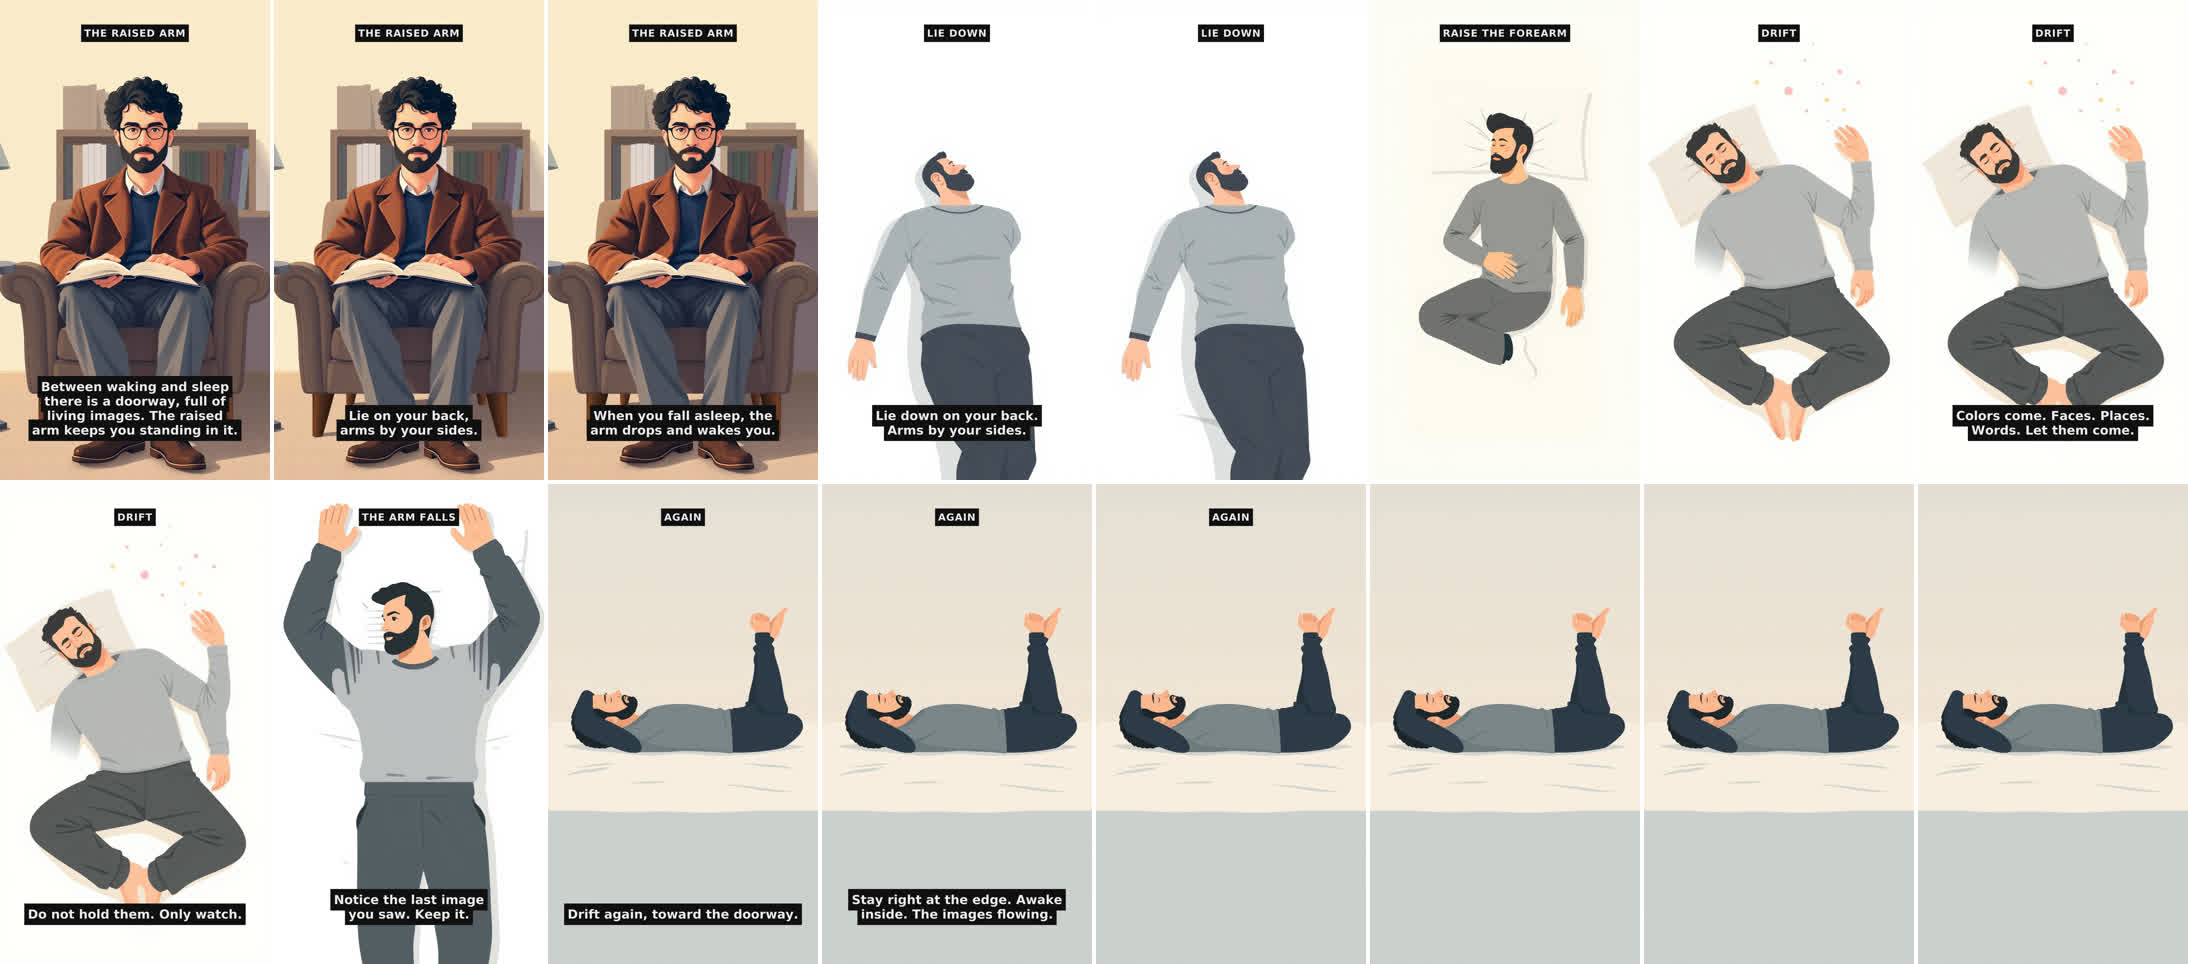 THE RAISED ARM
Between waking and sleep
there is a doorway, full of
living images. The raised
arm keeps you standing in it.
THE RAISED ARM
Lie on your back,
arms by your sides.
THE RAISED ARM
When you fall asleep, the
arm drops and wakes you.
LIE DOWN
Lie down on your back.
Arms by your sides.
LIE DOWN
RAISE THE FOREARM
DRIFT
DRIFT
Colors come. Faces. Places.
Words. Let them come.
DRIFT
Do not hold them. Only watch.
THE ARM FALLS
Notice the last image
you saw. Keep it.
AGAIN
Drift again, toward the doorway.
AGAIN
Stay right at the edge. Awake
inside. The images flowing.
AGAIN